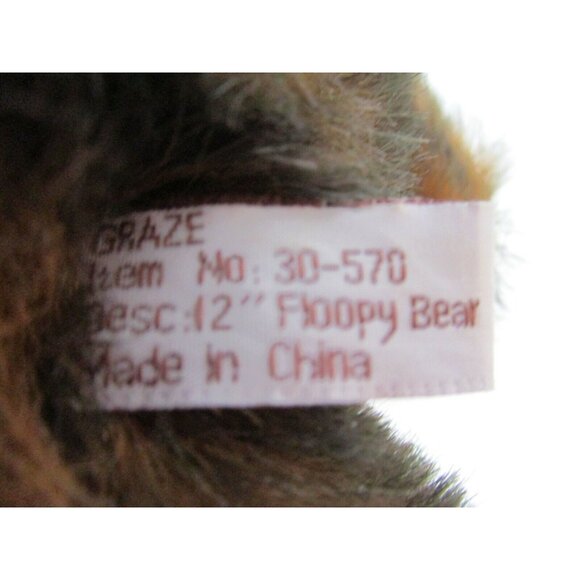 GRAZE
Item No: 30-570
Desc:12" Floopy Bear
Made in China